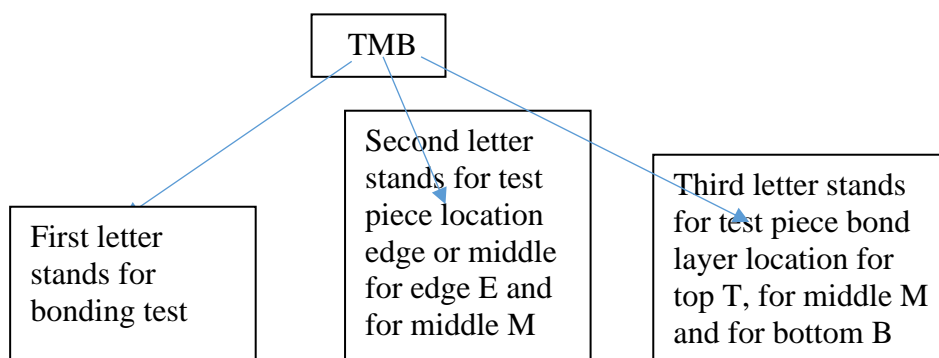 TMB
First letter
stands for
bonding test
Second letter
stands for test
piece location
edge or middle
for edge E and
for middle M
Third letter stands
for test piece bond
layer location for
top T, for middle M
and for bottom B